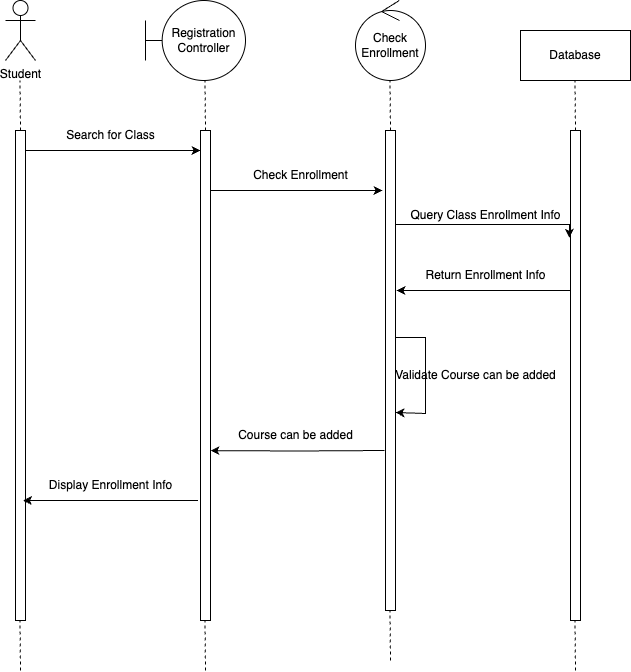 Registration
Controller
Check
Enrollment
Database
Student
Search for Class
Check Enrollment
Query Class Enrollment Info
Return Enrollment Info
Validate Course can be added
Course can be added
Display Enrollment Info